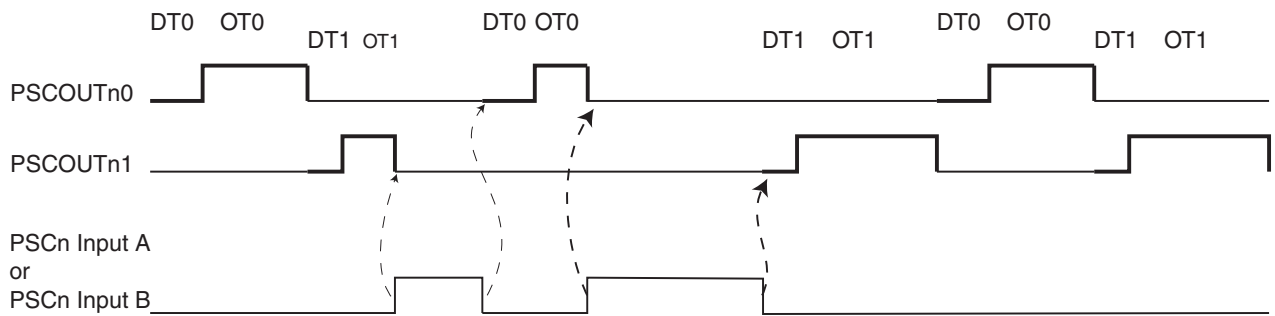 DT0 OT0 DT1 OT1 DT0 OT0 DT1 OT1 DT0 OT0 DT1 OT1
PSCOUTn0
PSCOUTn1
PSCn Input A
or
PSCn Input B